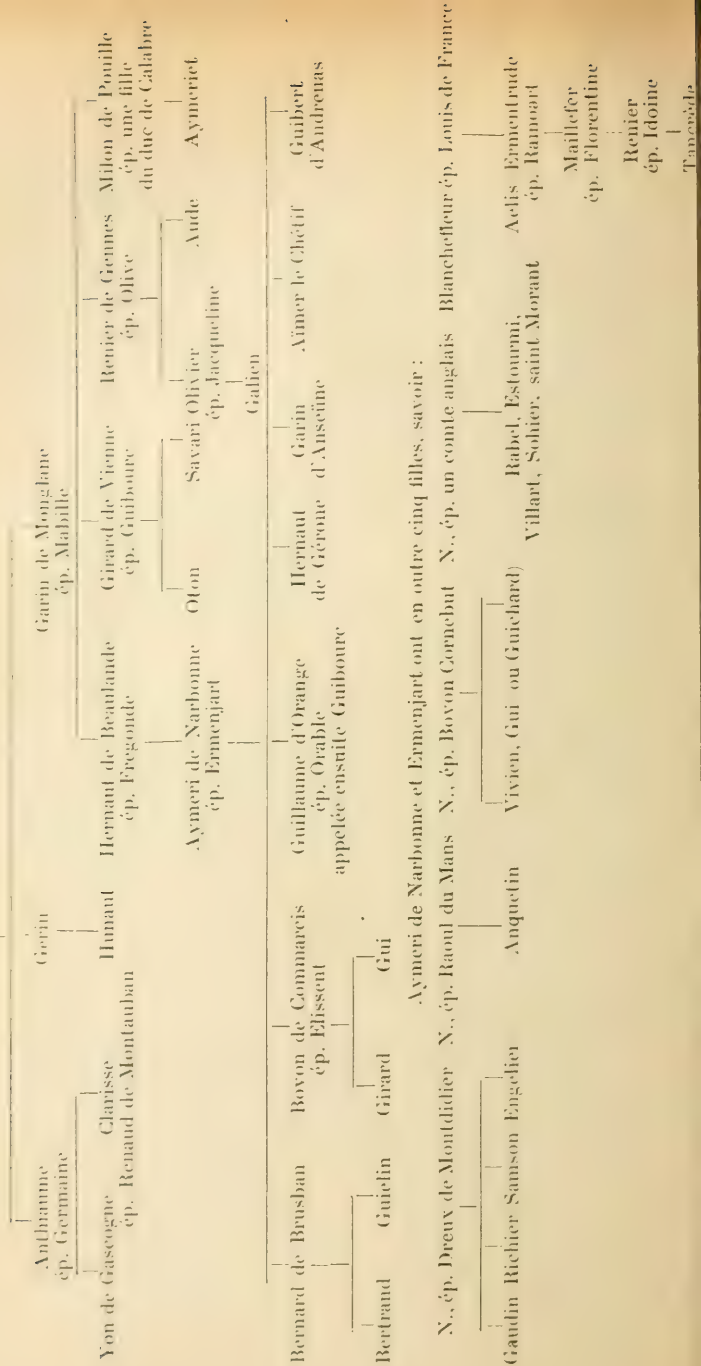 Anthiaume Gerin Garin de Monglane
ép. Germaine ép. Mabille
Yon de Gascogne Clarisse Hunaut Hernaut de Beaulande Girard de Vienne Renier de Gennes Milon de Pouille
ép. Renaud de Montauban ép. Fregonde ép. Guibourc ép. Olive ép. une fille
du duc de Calabre
Aymeri de Narbonne Oton Savari Olivier Aude Aymeriet
ép. Ermenjart ép. Jacqueline
Galien
Bernard de Brusban Bovon de Commarcis Guillaume d'Orange Hernaut Garin Aïmer le Chétif Guibert
ép. Elissent ép. Orable de Gérone d'Anseüne d'Andrenas
appelée ensuite Guibourc
Bertrand Guielin Girard Gui
Aymeri de Narbonne et Ermenjart ont en outre cinq filles, savoir :
N., ép. Dreux de Montdidier N., ép. Raoul du Mans N., ép. Bovon Cornebut N., ép. un comte anglais Blanchefleur ép. Louis de France
Gaudin Richier Samson Engelier Anquetin Vivien, Gui ou Guichard) Rabel, Estourmi, Aelis Ermentrude
Villart, Sohier, saint Morant ép. Rainoart
Maillefer
ép. Florentine
Renier
ép. Idoine
Tancrède